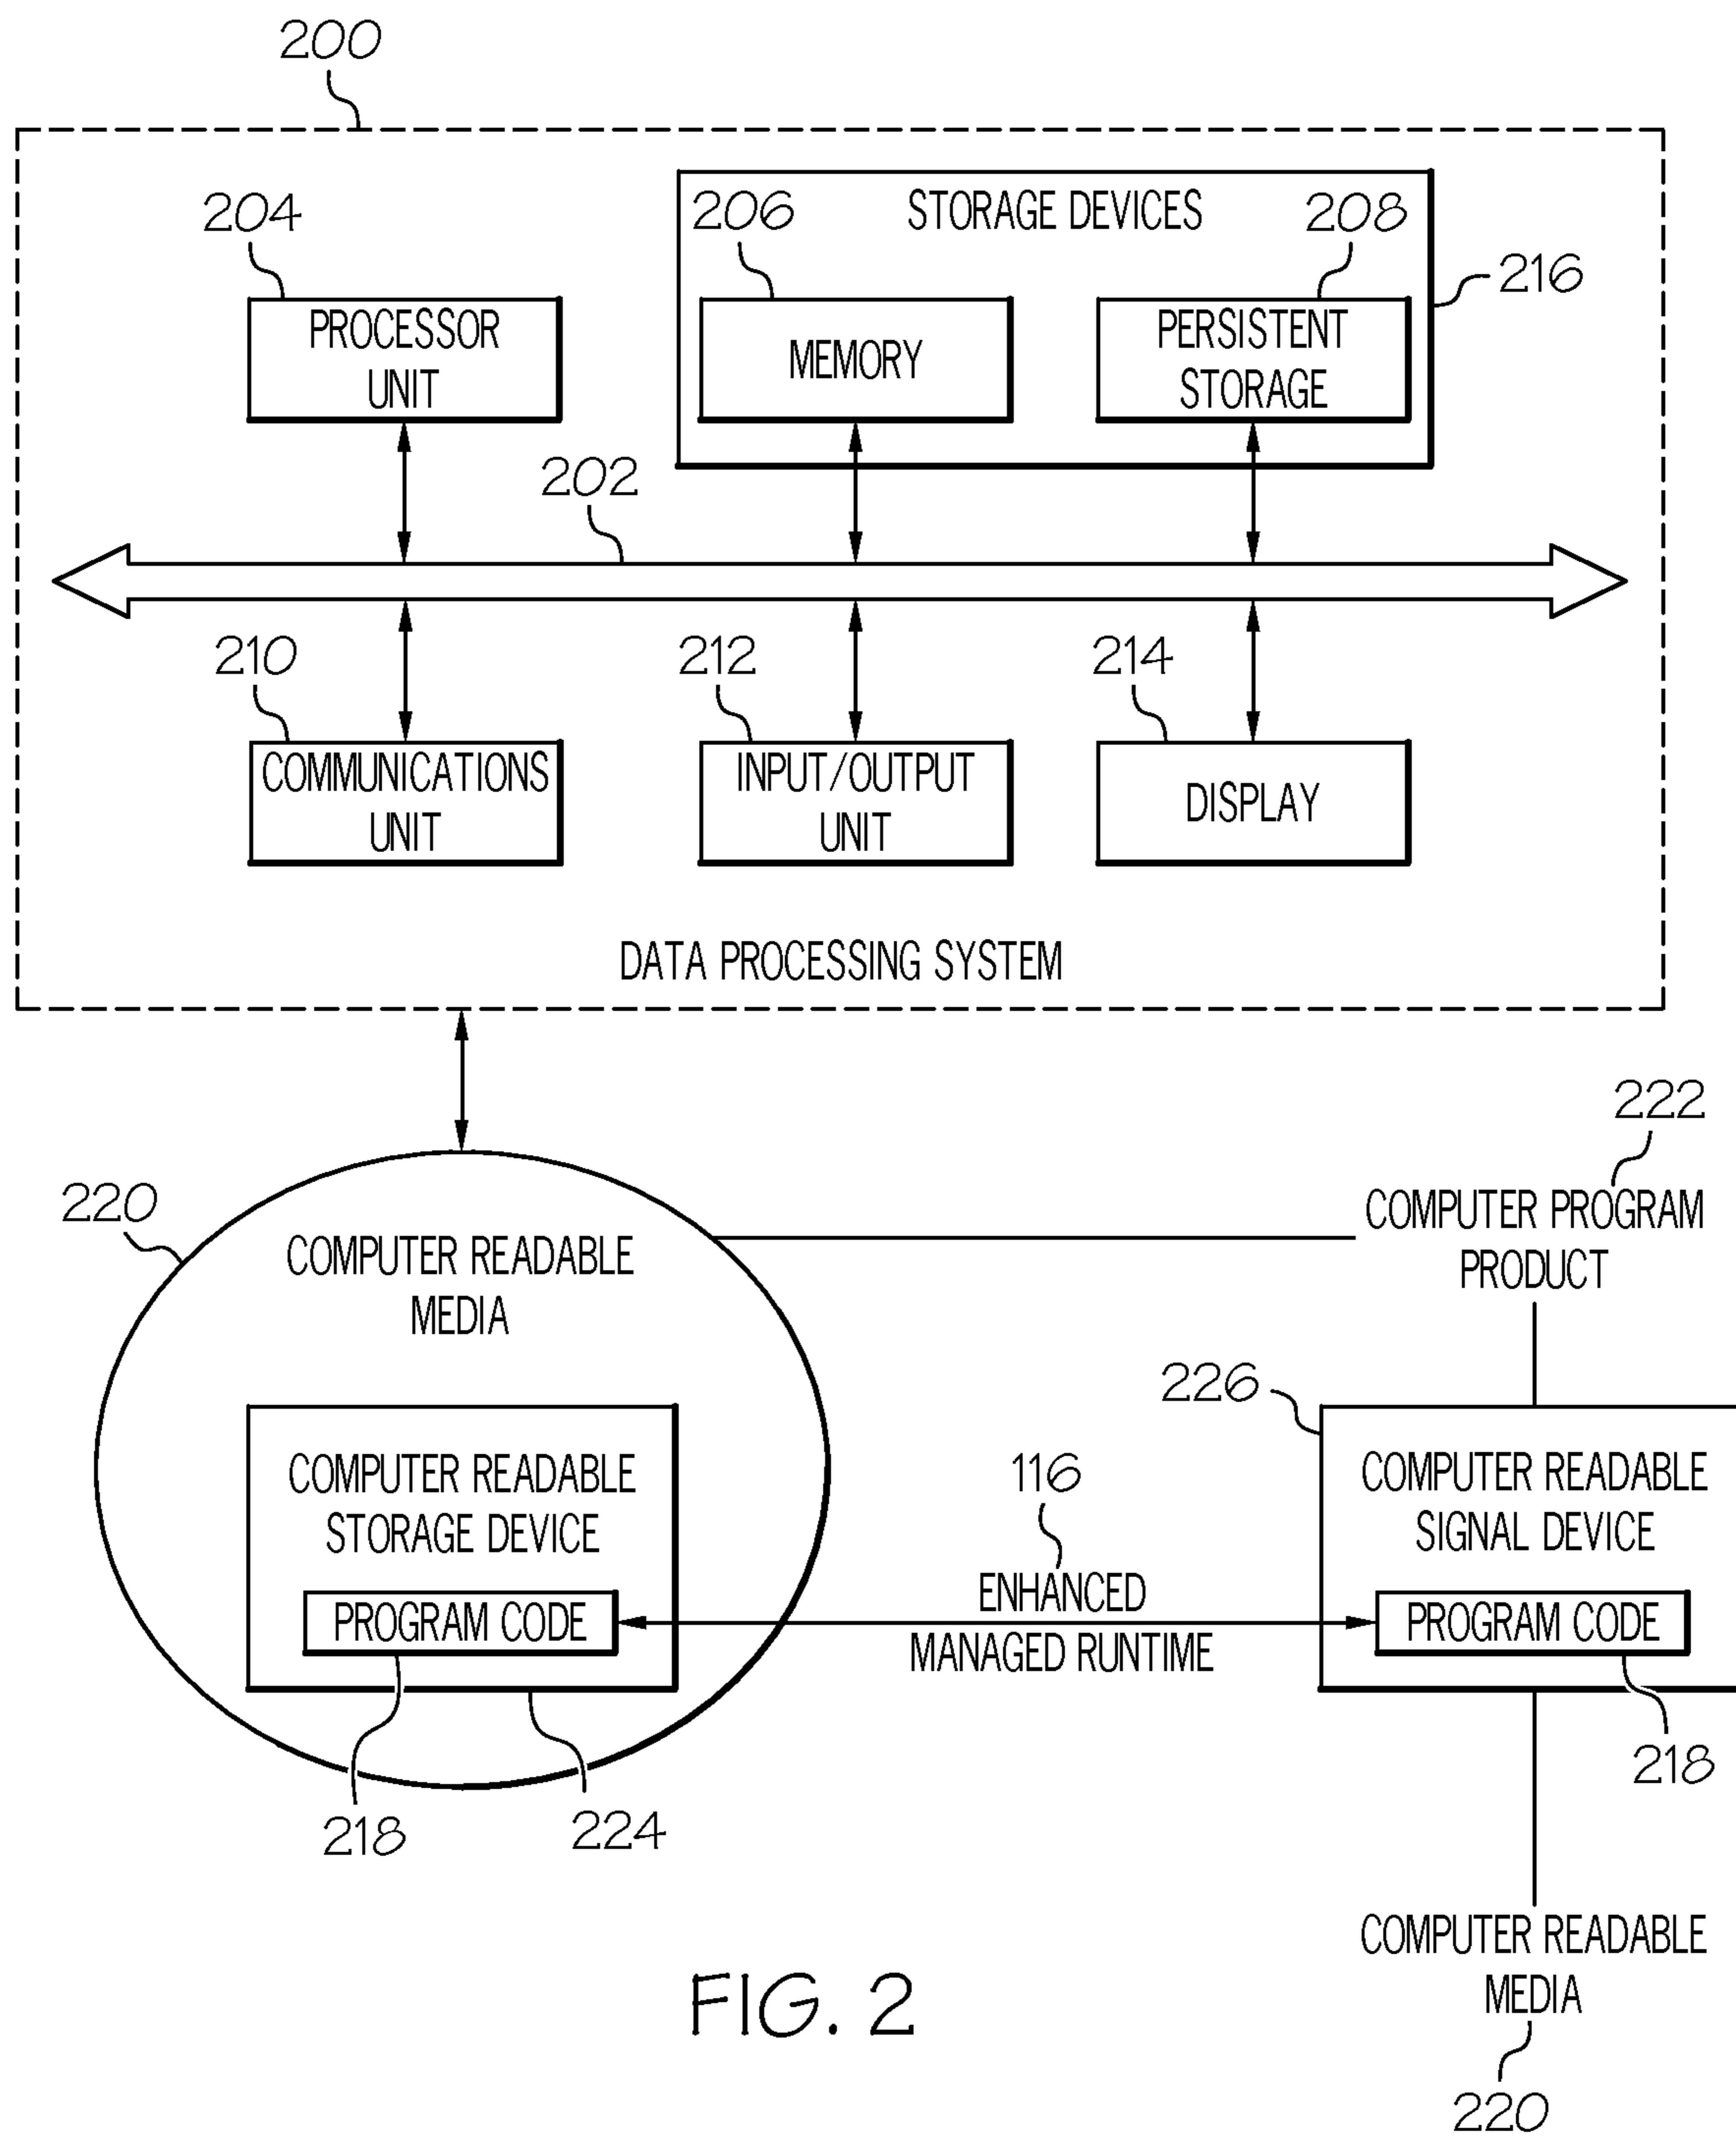 200
204
206
STORAGE DEVICES
208
216
PROCESSOR
UNIT
MEMORY
PERSISTENT
STORAGE
202
210
212
214
COMMUNICATIONS
UNIT
INPUT/OUTPUT
UNIT
DISPLAY
DATA PROCESSING SYSTEM
222
220
COMPUTER PROGRAM
PRODUCT
COMPUTER READABLE
MEDIA
226
COMPUTER READABLE
STORAGE DEVICE
116
COMPUTER READABLE
SIGNAL DEVICE
PROGRAM CODE
ENHANCED
MANAGED RUNTIME
PROGRAM CODE
218
224
218
COMPUTER READABLE
MEDIA
220
FIG. 2